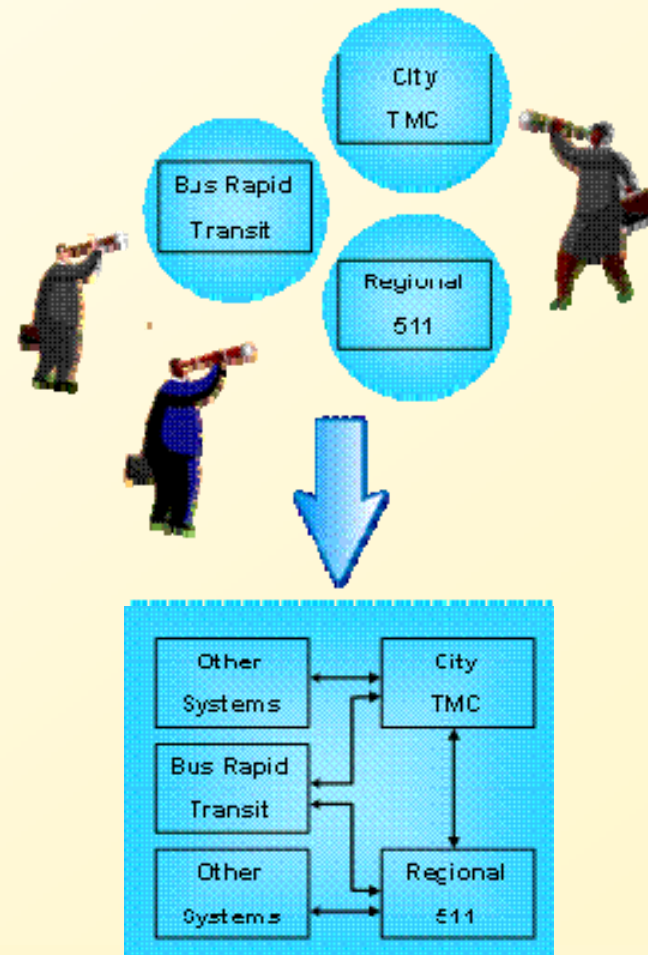 City
TMC
Bus Rapid
Transit
Regional
511
Other
Systems
City
TMC
Bus Rapid
Transit
Other
Systems
Regional
511